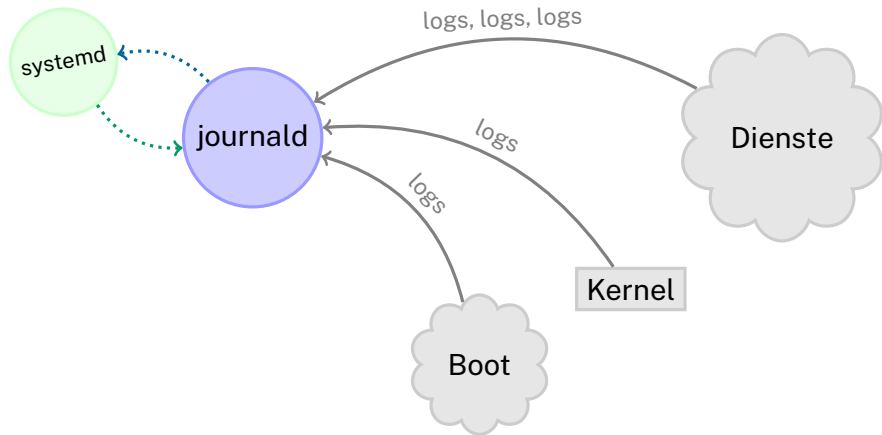 logs, logs, logs
systemd
journald
logs
Dienste
logs
Kernel
Boot